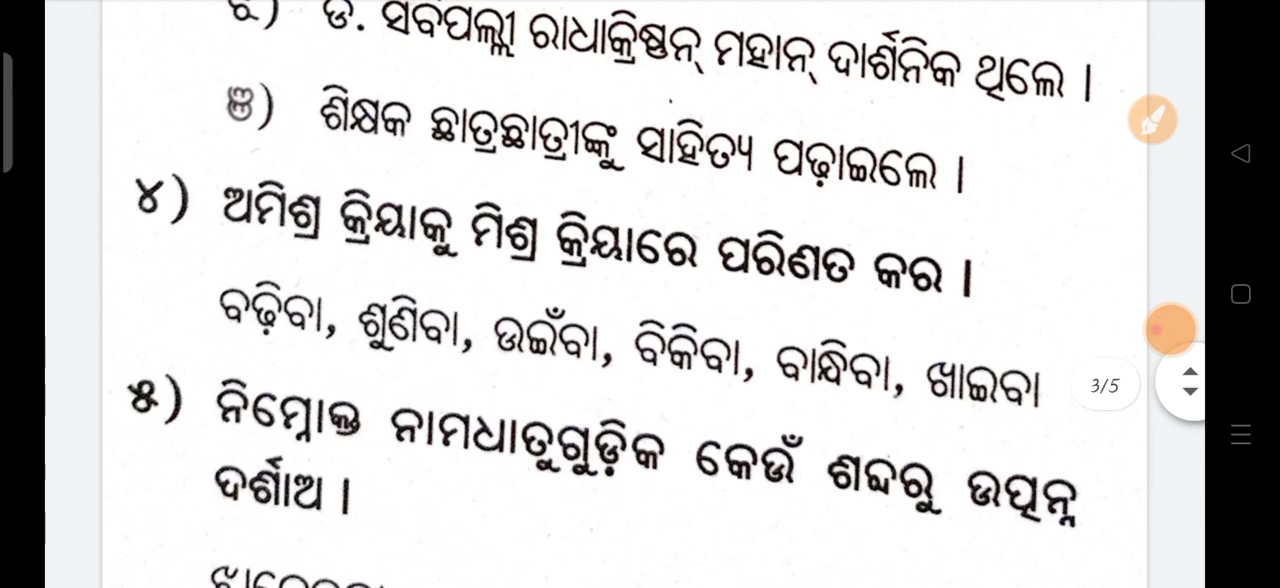 ଡ. ସର୍ବପଲ୍ଲୀ ରାଧାକ୍ରିଷ୍ଣନ୍ ମହାନ୍ ଦାର୍ଶନିକ ଥିଲେ ।
ଙ) ଶିକ୍ଷକ ଛାତ୍ରଛାତ୍ରୀଙ୍କୁ ସାହିତ୍ୟ ପଢ଼ାଇଲେ ।
୪) ଅମିଶ୍ର କ୍ରିୟାକୁ ମିଶ୍ର କ୍ରିୟାରେ ପରିଣତ କର ।
ବଢ଼ିବା, ଶୁଣିବା, ଉଇଁବା, ବିକିବା, ବାନ୍ଧିବା, ଖାଇବା
3/5
୫) ନିମ୍ନୋକ୍ତ ନାମଧାତୁଗୁଡ଼ିକ କେଉଁ ଶବ୍ଦରୁ ଉତ୍ପନ୍ନ
ଦର୍ଶାଅ ।